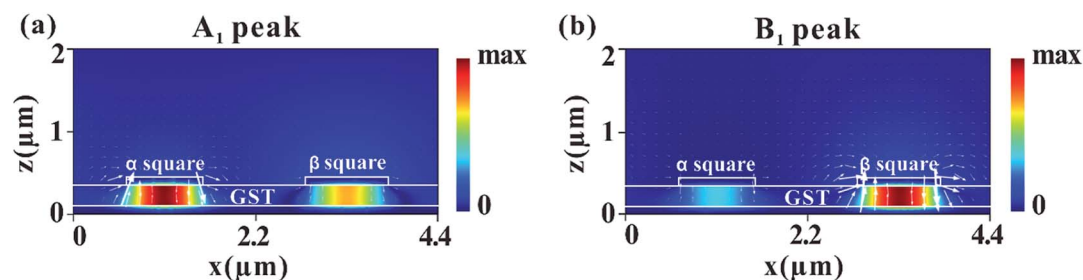 (a) A₁ peak
2
max
z(μm)
1
α square
β square
GST
0
0
0
2.2
4.4
x(μm)
(b) B₁ peak
2
max
z(μm)
1
α square
β square
GST
0
0
0
2.2
4.4
x(μm)